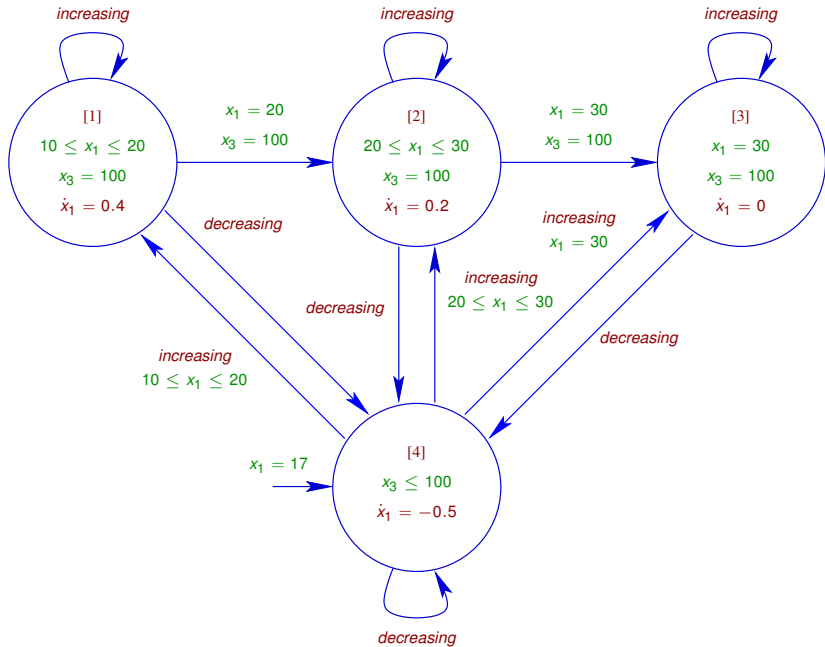 increasing
increasing
increasing
[1]
10 ≤ x₁ ≤ 20
x₃ = 100
ẋ₁ = 0.4
x₁ = 20
x₃ = 100
[2]
20 ≤ x₁ ≤ 30
x₃ = 100
ẋ₁ = 0.2
x₁ = 30
x₃ = 100
[3]
x₁ = 30
x₃ = 100
ẋ₁ = 0
decreasing
increasing
x₁ = 30
decreasing
increasing
20 ≤ x₁ ≤ 30
decreasing
increasing
10 ≤ x₁ ≤ 20
x₁ = 17
[4]
x₃ ≤ 100
ẋ₁ = −0.5
decreasing